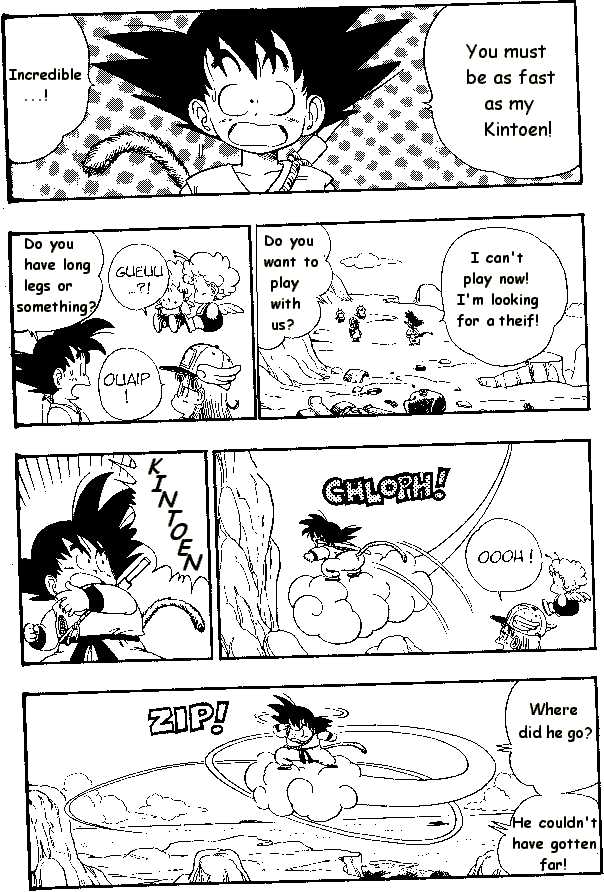 Incredible
...!
You must
be as fast
as my
Kintoen!
Do you
have long
legs or
something?
GUEUU
...?!
OUAIP
!
Do you
want to
play
with
us?
I can't
play now!
I'm looking
for a theif!
KINTOEN
CHLOPH!
OOOH !
ZIP!
Where
did he go?
He couldn't
have gotten
far!